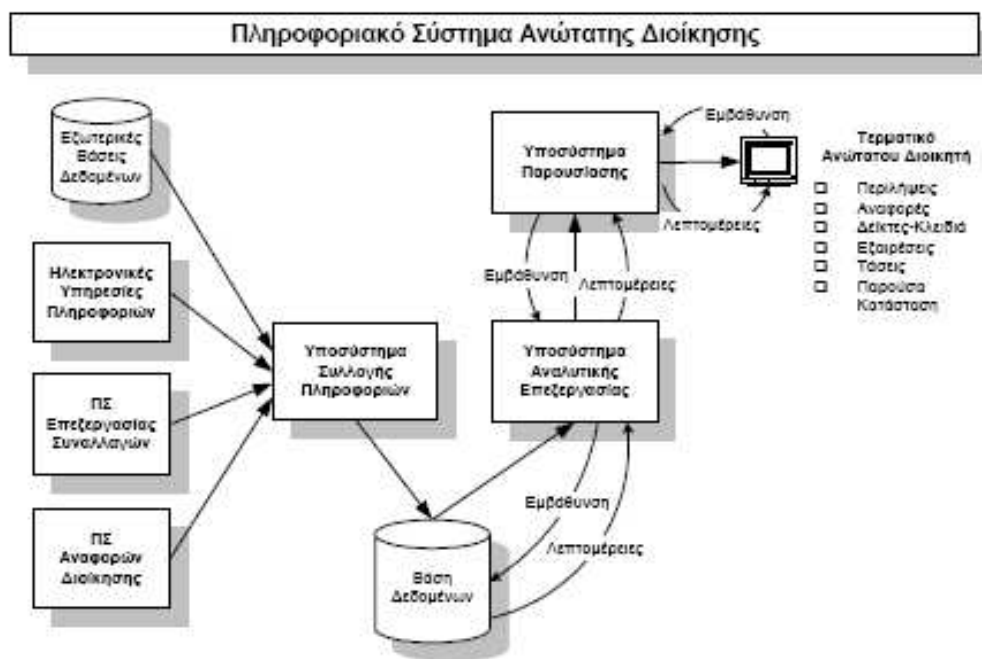 Πληροφοριακό Σύστημα Ανώτατης Διοίκησης
Εξωτερικές
Βάσεις
Δεδομένων
Ηλεκτρονικές
Υπηρεσίες
Πληροφοριών
ΠΣ
Επεξεργασίας
Συναλλαγών
ΠΣ
Αναφορών
Διοίκησης
Υποσύστημα
Συλλογής
Πληροφοριών
Βάση
Δεδομένων
Υποσύστημα
Παρουσίασης
Εμβάθυνση
Λεπτομέρειες
Εμβάθυνση
Λεπτομέρειες
Υποσύστημα
Αναλυτικής
Επεξεργασίας
Εμβάθυνση
Λεπτομέρειες
Τερματικό
Ανώτατου Διοικητή
Περιλήψεις
Αναφορές
Δείκτες-Κλειδιά
Εξαιρέσεις
Τάσεις
Παρούσα
Κατάσταση